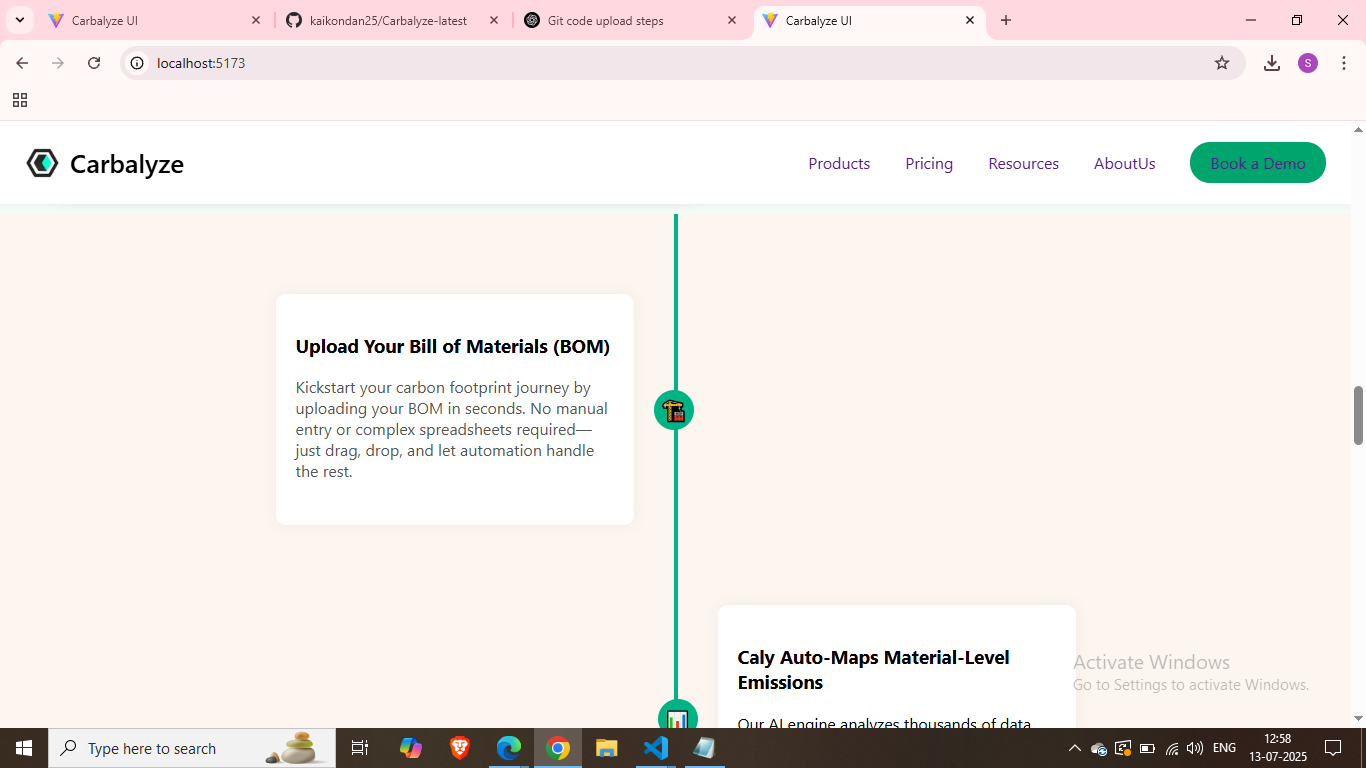 Carbalyze UI
kaikondan25/Carbalyze-latest
Git code upload steps
Carbalyze UI
localhost:5173
S
Carbalyze
Products
Pricing
Resources
AboutUs
Book a Demo
Upload Your Bill of Materials (BOM)
Kickstart your carbon footprint journey by
uploading your BOM in seconds. No manual
entry or complex spreadsheets required—
just drag, drop, and let automation handle
the rest.
Caly Auto-Maps Material-Level
Emissions
Our AI engine analyzes thousands of data
Activate Windows
Go to Settings to activate Windows.
Type here to search
ENG
12:58
13-07-2025